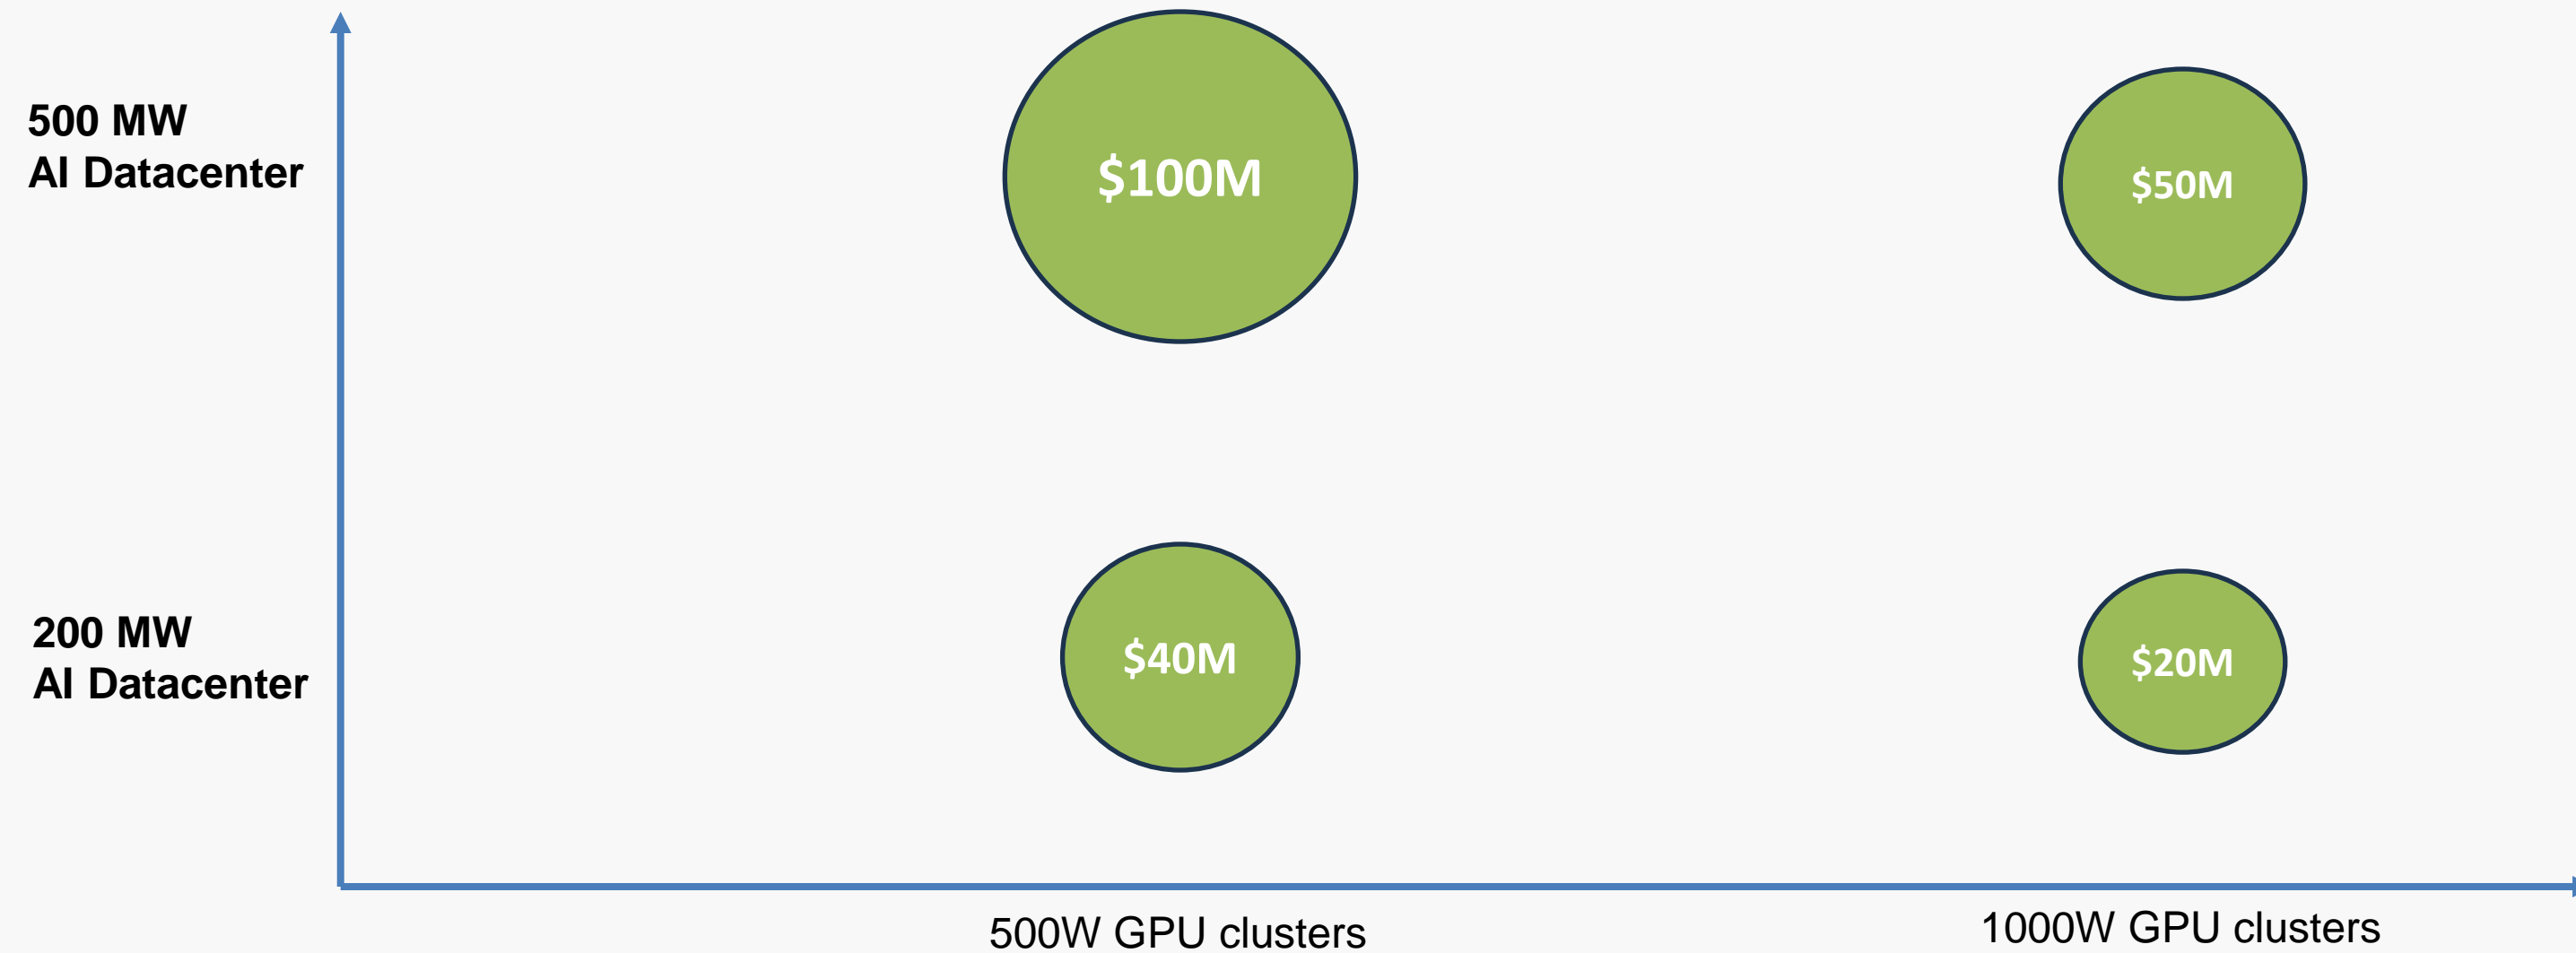 500 MW
AI Datacenter
$100M
$50M
200 MW
AI Datacenter
$40M
$20M
500W GPU clusters
1000W GPU clusters